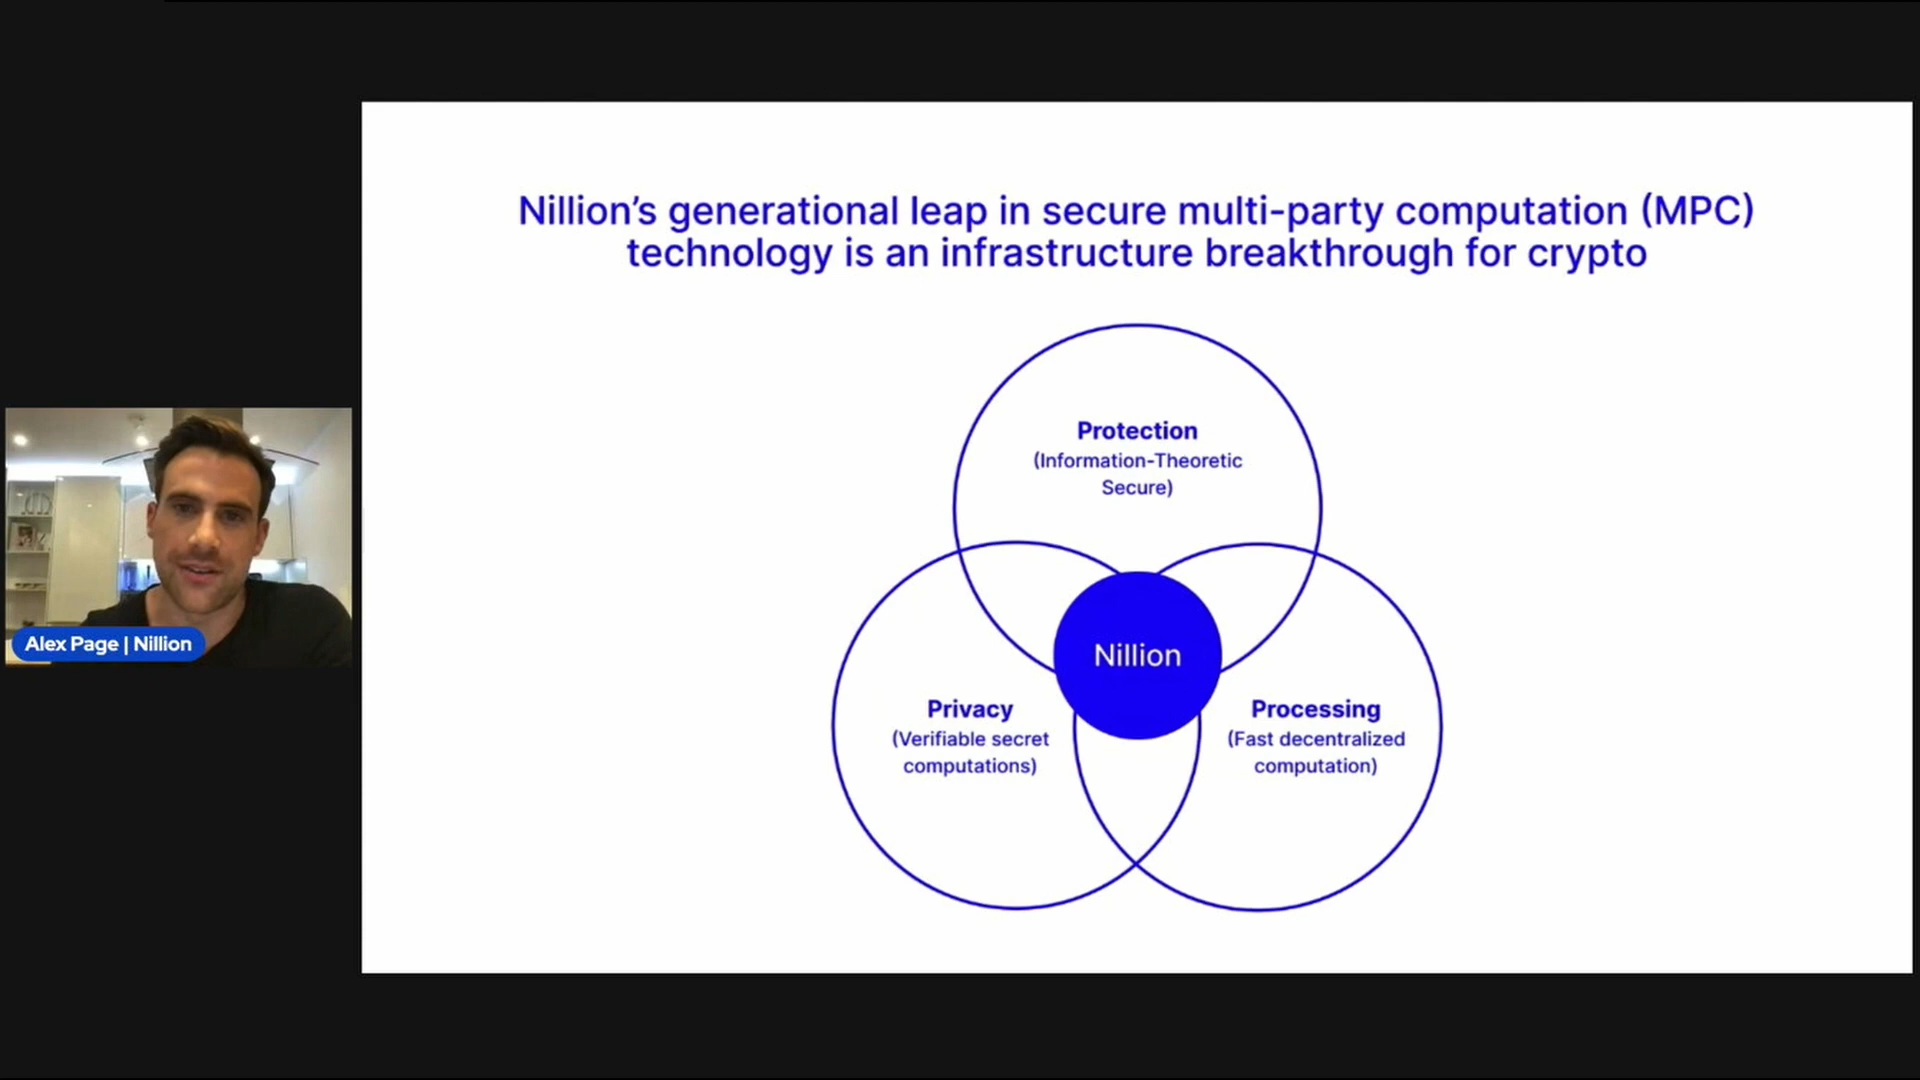 Nillion’s generational leap in secure multi-party computation (MPC)
technology is an infrastructure breakthrough for crypto
Protection
(Information-Theoretic
Secure)
Nillion
Privacy
(Verifiable secret
computations)
Processing
(Fast decentralized
computation)
Alex Page | Nillion